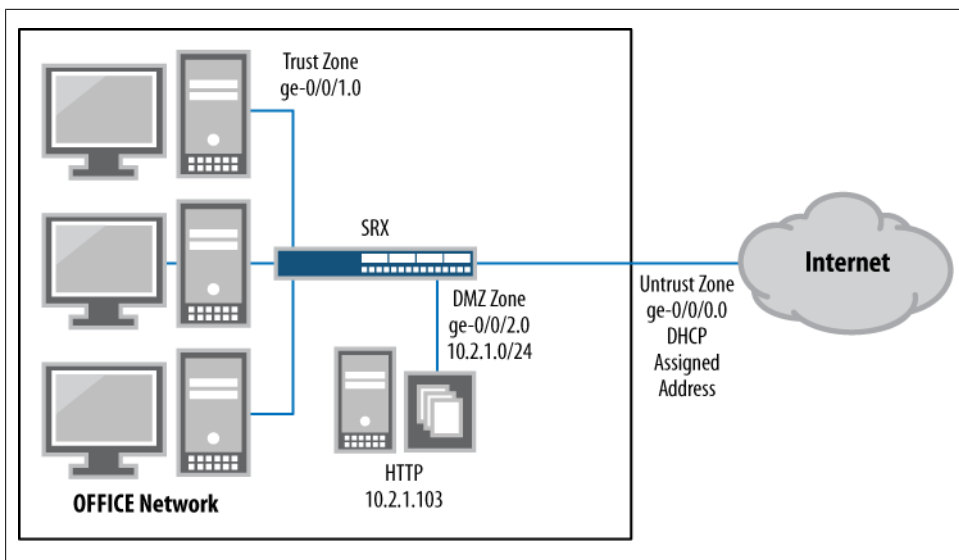 Trust Zone
ge-0/0/1.0
SRX
Internet
DMZ Zone
ge-0/0/2.0
10.2.1.0/24
Untrust Zone
ge-0/0/0.0
DHCP
Assigned
Address
HTTP
10.2.1.103
OFFICE Network